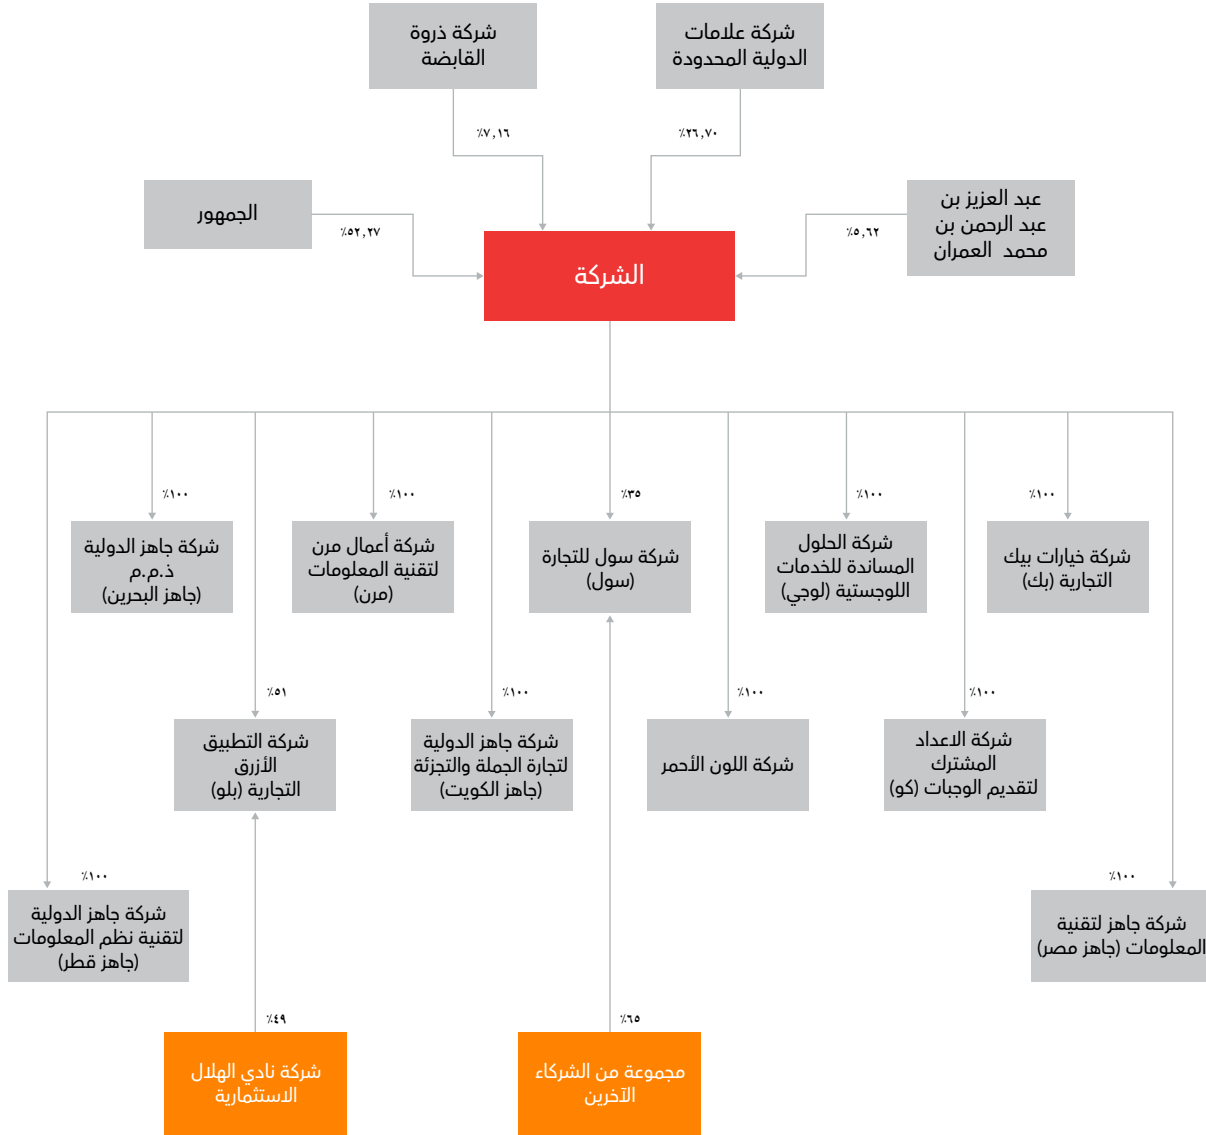 شركة علامات
الدولية المحدودة
شركة ذروة
القابضة
٪٢٦,٧٠
٪٧,١٦
عبد العزيز بن
عبد الرحمن بن
محمد العمران
الجمهور
٪٥,٦٢
٪٥٢,٢٧
الشركة
٪١٠٠
٪١٠٠
٪٣٥
٪١٠٠
٪١٠٠
شركة خيارات بيك
التجارية (بك)
شركة الحلول
المساندة للخدمات
اللوجستية (لوجي)
شركة سول للتجارة
(سول)
شركة أعمال مرن
لتقنية المعلومات
(مرن)
شركة جاهز الدولية
ذ.م.م
(جاهز البحرين)
٪١٠٠
٪١٠٠
٪١٠٠
٪٥١
شركة الاعداد
المشترك
لتقديم الوجبات (كو)
شركة اللون الأحمر
شركة جاهز الدولية
لتجارة الجملة والتجزئة
(جاهز الكويت)
شركة التطبيق
الأزرق
التجارية (بلو)
٪١٠٠
٪١٠٠
شركة جاهز لتقنية
المعلومات (جاهز مصر)
شركة جاهز الدولية
لتقنية نظم المعلومات
(جاهز قطر)
٪٦٥
٪٤٩
مجموعة من الشركاء
الآخرين
شركة نادي الهلال
الاستثمارية